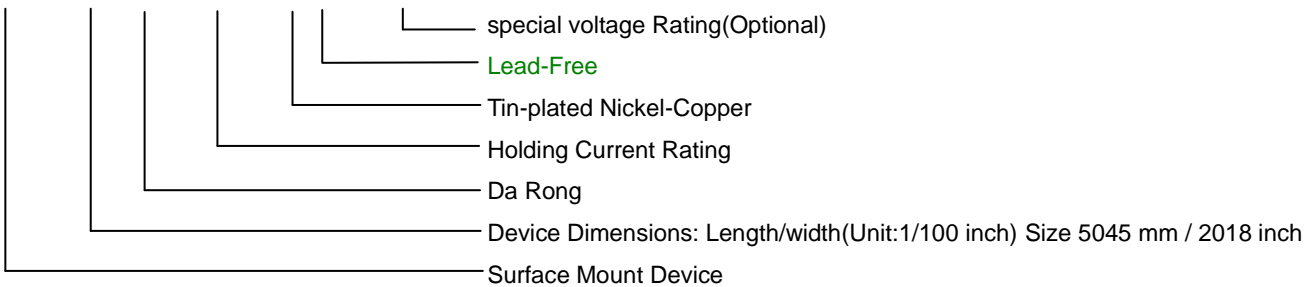 special voltage Rating(Optional)
Lead-Free
Tin-plated Nickel-Copper
Holding Current Rating
Da Rong
Device Dimensions: Length/width(Unit:1/100 inch) Size 5045 mm / 2018 inch
Surface Mount Device